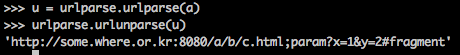 >>> u = urlparse.urlparse(a)
>>> urlparse.urlunparse(u)
'http://some.where.or.kr:8080/a/b/c.html;param?x=1&y=2#fragment'